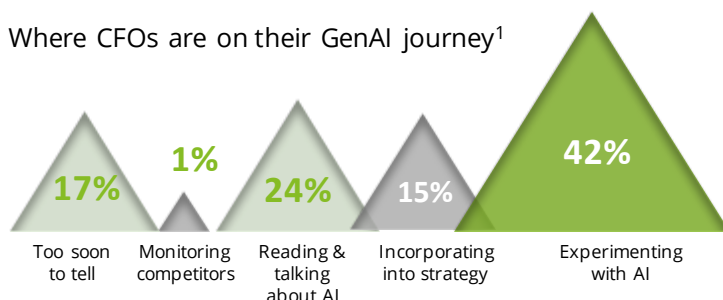 Where CFOs are on their GenAI journey¹
17%
1%
24%
15%
42%
Too soon
to tell
Monitoring
competitors
Reading &
talking
about AI
Incorporating
into strategy
Experimenting
with AI